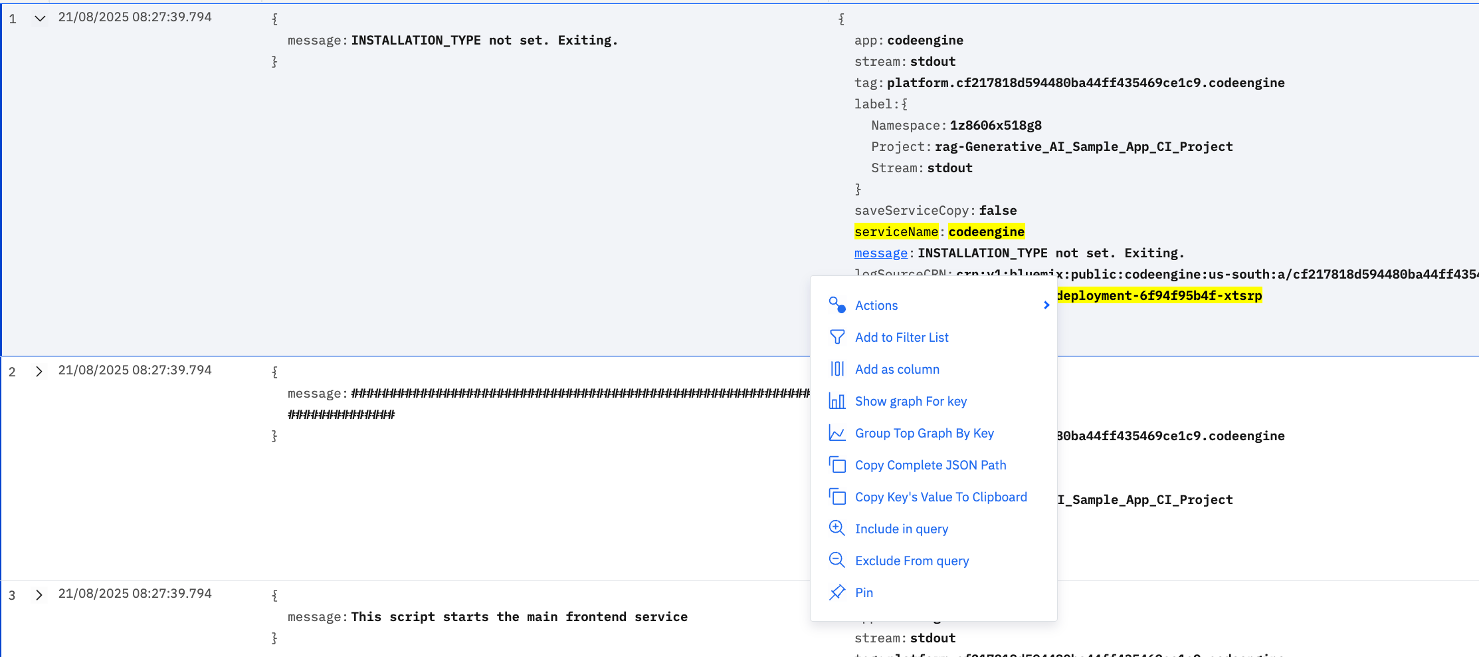 1 21/08/2025 08:27:39.794
{
message: INSTALLATION_TYPE not set. Exiting.
}
{
app: codeengine
stream: stdout
tag: platform.cf217818d594480ba44ff435469ce1c9.codeengine
label: {
Namespace: 1z8606x518g8
Project: rag-Generative_AI_Sample_App_CI_Project
Stream: stdout
}
saveServiceCopy: false
serviceName: codeengine
message: INSTALLATION_TYPE not set. Exiting.
logSourceCRN: crn:v1:bluemix:public:codeengine:us-south:a/cf217818d594480ba44ff435
deployment-6f94f95b4f-xtsrp
Actions
Add to Filter List
Add as column
Show graph For key
Group Top Graph By Key
Copy Complete JSON Path
Copy Key's Value To Clipboard
Include in query
Exclude From query
Pin
2 21/08/2025 08:27:39.794
{
message: ############################################################
##############
}
80ba44ff435469ce1c9.codeengine
I_Sample_App_CI_Project
3 21/08/2025 08:27:39.794
{
message: This script starts the main frontend service
}
stream: stdout